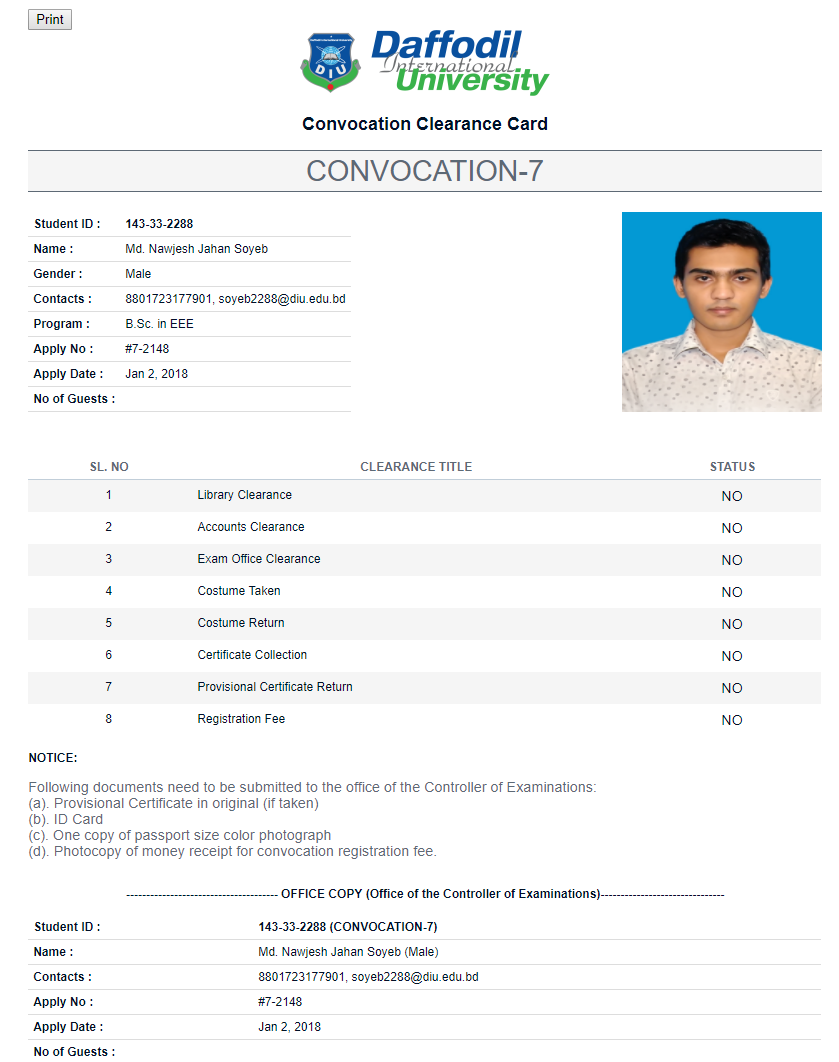 Print
DIU
Daffodil
International
University
Convocation Clearance Card
CONVOCATION-7
Student ID : 143-33-2288
Name : Md. Nawjesh Jahan Soyeb
Gender : Male
Contacts : 8801723177901, soyeb2288@diu.edu.bd
Program : B.Sc. in EEE
Apply No : #7-2148
Apply Date : Jan 2, 2018
No of Guests :
SL. NO CLEARANCE TITLE STATUS
1 Library Clearance NO
2 Accounts Clearance NO
3 Exam Office Clearance NO
4 Costume Taken NO
5 Costume Return NO
6 Certificate Collection NO
7 Provisional Certificate Return NO
8 Registration Fee NO
NOTICE:
Following documents need to be submitted to the office of the Controller of Examinations:
(a). Provisional Certificate in original (if taken)
(b). ID Card
(c). One copy of passport size color photograph
(d). Photocopy of money receipt for convocation registration fee.
-------------------------------------- OFFICE COPY (Office of the Controller of Examinations)-------------------------------
Student ID : 143-33-2288 (CONVOCATION-7)
Name : Md. Nawjesh Jahan Soyeb (Male)
Contacts : 8801723177901, soyeb2288@diu.edu.bd
Apply No : #7-2148
Apply Date : Jan 2, 2018
No of Guests :